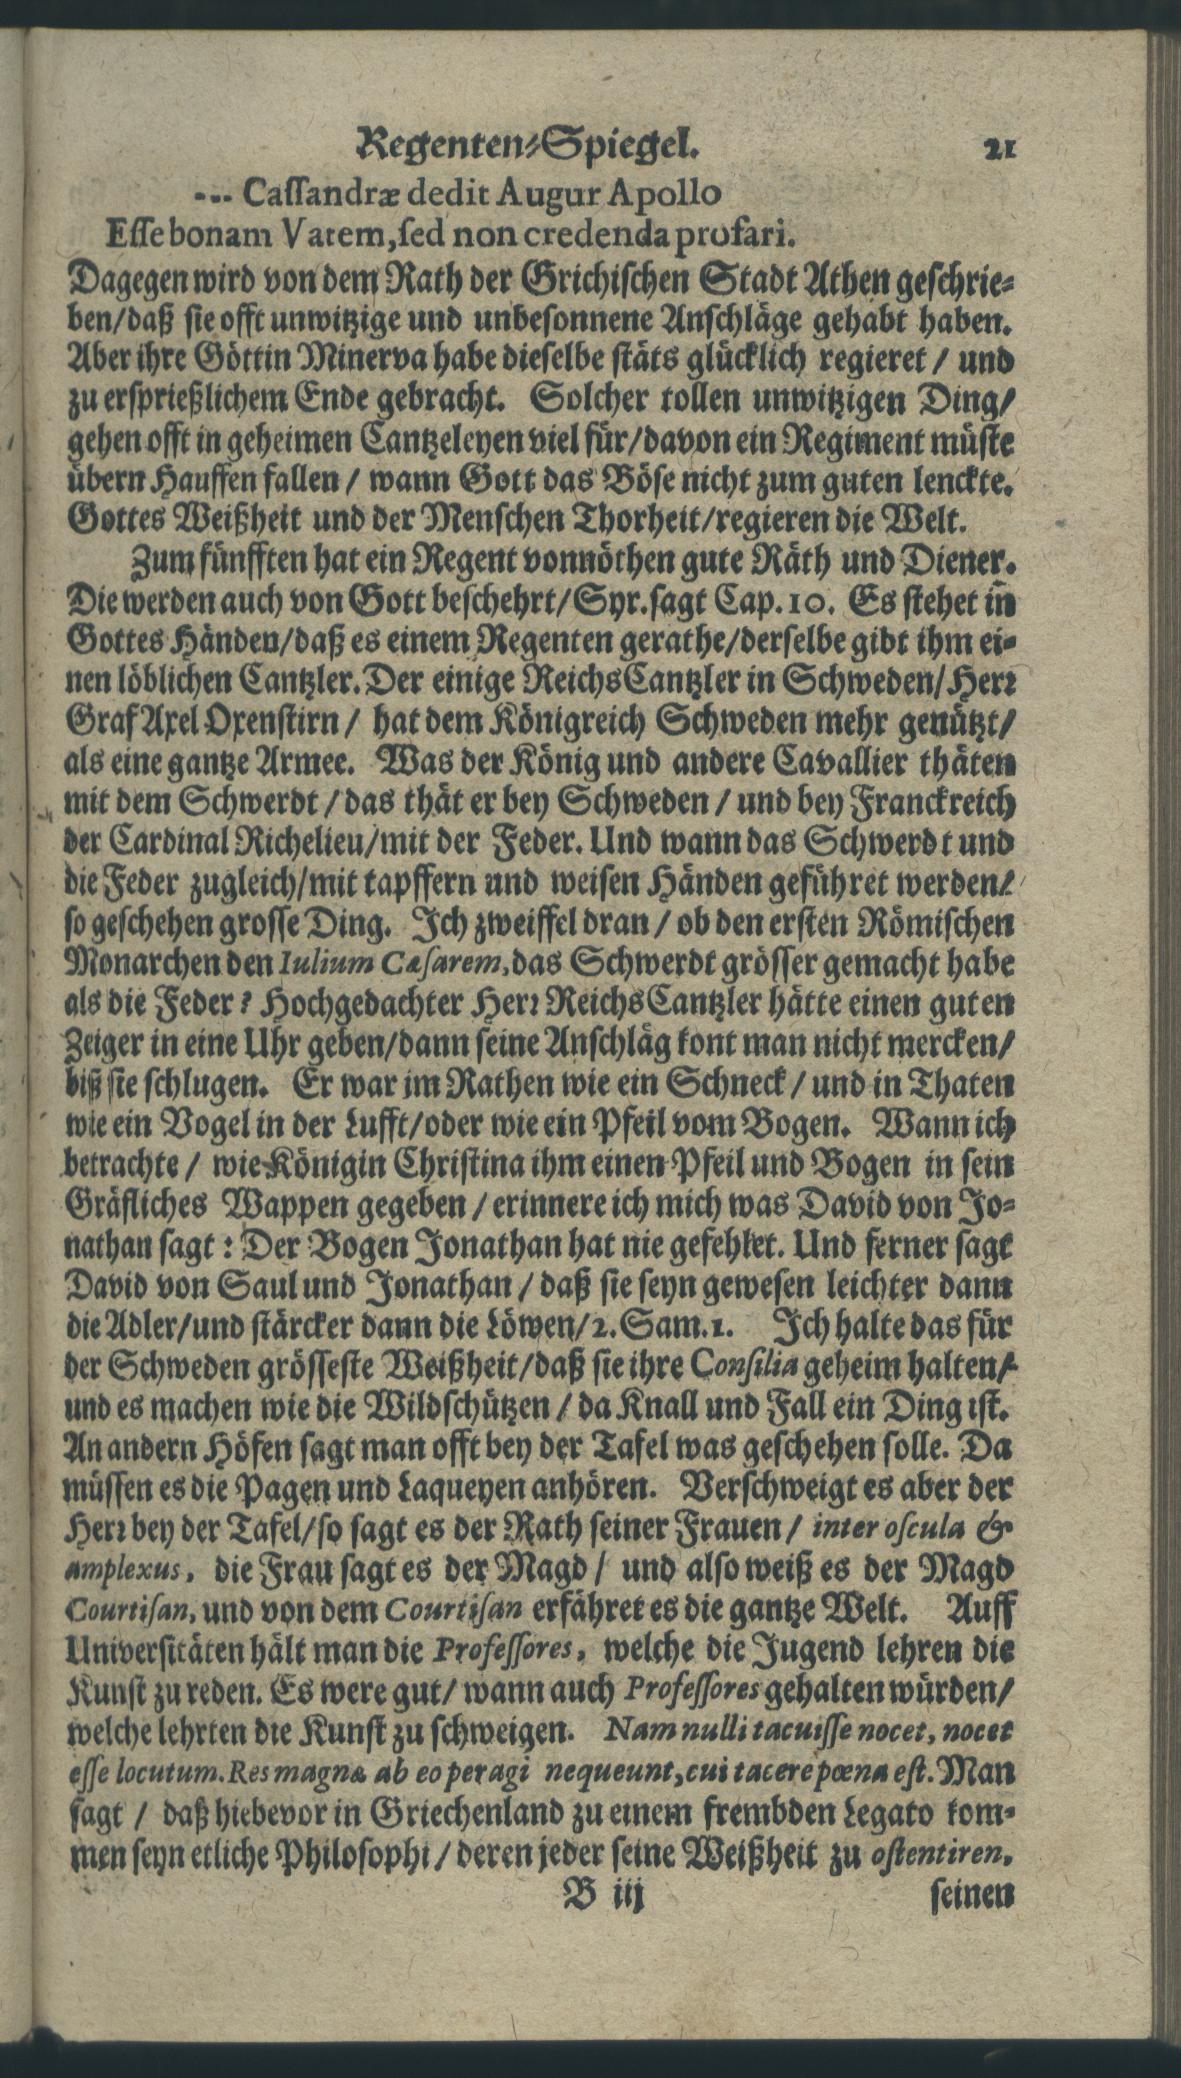 Regenten-Spiegel. 21
--- Cassandræ dedit Augur Apollo
Esse bonam Vatem, sed non credenda profari.
Dagegen wird von dem Rath der Grichischen Stadt Athen geschrie-
ben/daß sie offt unwitzige und unbesonnene Anschläge gehabt haben.
Aber ihre Göttin Minerva habe dieselbe stäts glücklich regieret / und
zu ersprießlichem Ende gebracht. Solcher tollen unwitzigen Ding/
gehen offt in geheimen Cantzeleyen viel für/davon ein Regiment müste
übern Hauffen fallen / wann Gott das Böse nicht zum guten lenckte.
Gottes Weißheit und der Menschen Thorheit/regieren die Welt.
Zum fünfften hat ein Regent vonnöthen gute Räth und Diener.
Die werden auch von Gott beschehrt/Syr.sagt Cap.10. Es stehet in
Gottes Händen/daß es einem Regenten gerathe/derselbe gibt ihm ei-
nen löblichen Cantzler. Der einige ReichsCantzler in Schweden/Herr
Graf Axel Oxenstirn / hat dem Königreich Schweden mehr genützt/
als eine gantze Armee. Was der König und andere Cavallier thäten
mit dem Schwerdt / das thät er bey Schweden / und bey Franckreich
der Cardinal Richelieu/mit der Feder. Und wann das Schwerdt und
die Feder zugleich/mit tapffern und weisen Händen geführet werden/
so geschehen grosse Ding. Ich zweiffel dran / ob den ersten Römischen
Monarchen den Iulium Cæsarem, das Schwerdt grösser gemacht habe
als die Feder? Hochgedachter Herr ReichsCantzler hätte einen guten
Zeiger in eine Uhr geben/dann seine Anschläg kont man nicht mercken/
biß sie schlugen. Er war im Rathen wie ein Schneck / und in Thaten
wie ein Vogel in der Lufft/oder wie ein Pfeil vom Bogen. Wann ich
betrachte / wie Königin Christina ihm einen Pfeil und Bogen in sein
Gräfliches Wappen gegeben / erinnere ich mich was David von Jo-
nathan sagt : Der Bogen Jonathan hat nie gefehlet. Und ferner sagt
David von Saul und Jonathan / daß sie seyn gewesen leichter dann
die Adler/und stärcker dann die Löwen/2. Sam.1. Ich halte das für
der Schweden grösseste Weißheit/daß sie ihre Consilia geheim halten/
und es machen wie die Wildschützen / da Knall und Fall ein Ding ist.
An andern Höfen sagt man offt bey der Tafel was geschehen solle. Da
müssen es die Pagen und Laqueyen anhören. Verschweigt es aber der
Herr bey der Tafel/so sagt es der Rath seiner Frauen / inter oscula &
amplexus, die Frau sagt es der Magd / und also weiß es der Magd
Courtisan, und von dem Courtisan erfähret es die gantze Welt. Auff
Universitäten hält man die Professores, welche die Jugend lehren die
Kunst zu reden. Es were gut/ wann auch Professores gehalten würden/
welche lehrten die Kunst zu schweigen. Nam nulli tacuisse nocet, nocet
esse locutum. Res magna ab eo peragi nequeunt, cui tacere pœna est. Man
sagt / daß hiebevor in Griechenland zu einem frembden Legato kom-
men seyn etliche Philosophi / deren jeder seine Weißheit zu ostentiren,
B iij seinen